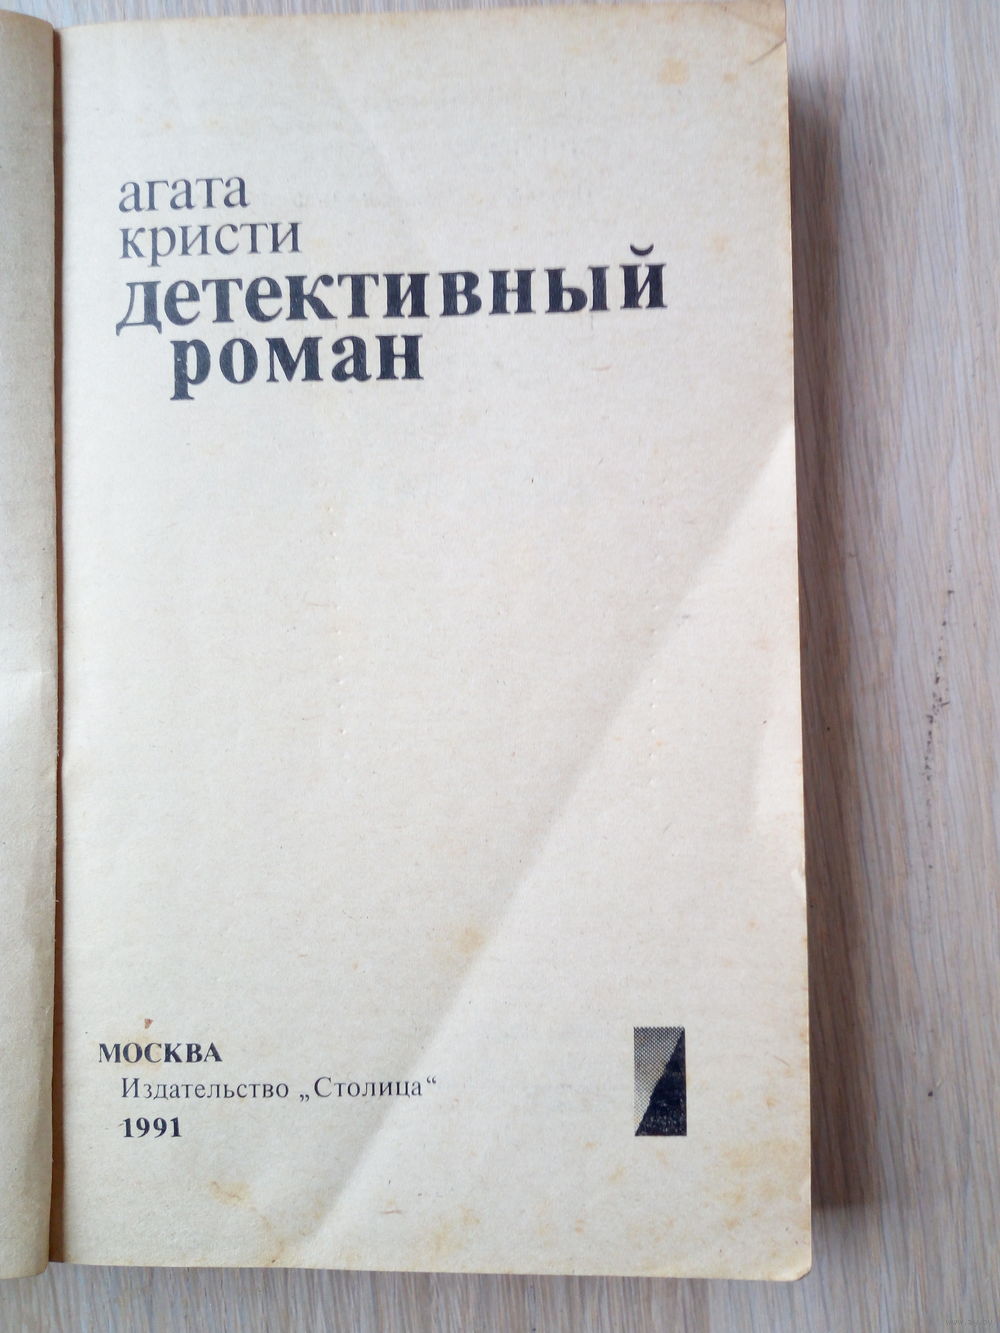 агата
кристи
детективный
роман
МОСКВА
Издательство „Столица“
1991